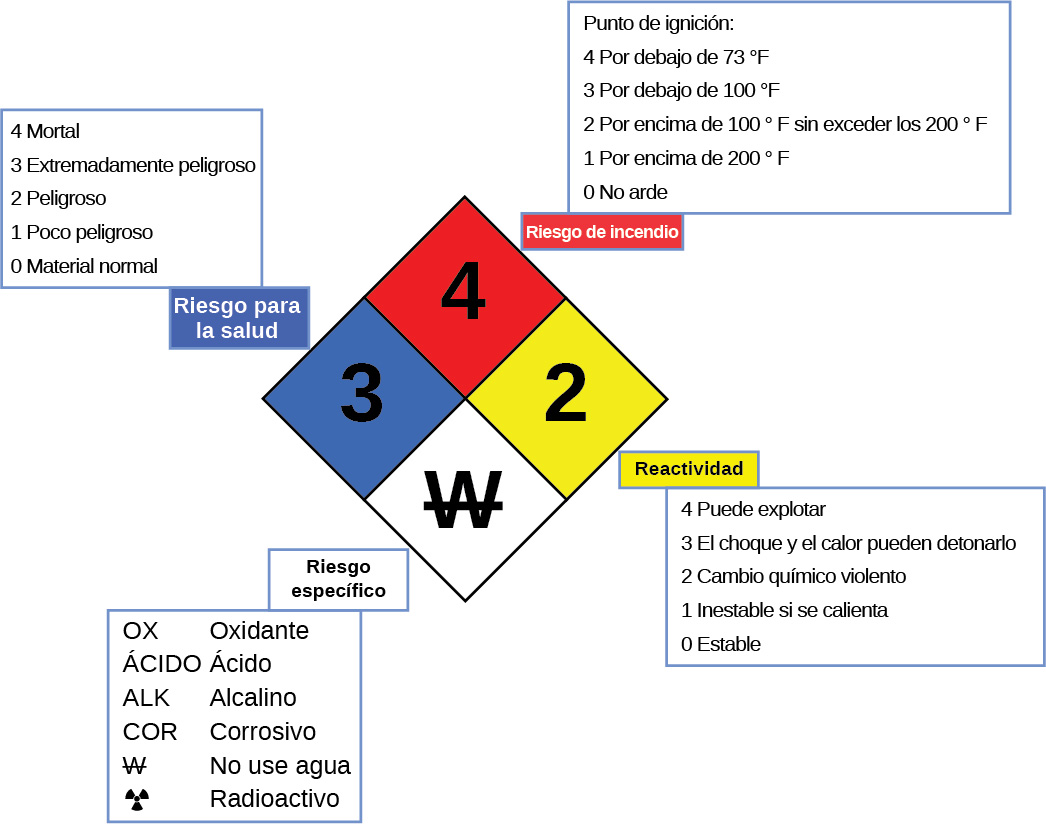 Punto de ignición:
4 Por debajo de 73 °F
3 Por debajo de 100 °F
2 Por encima de 100 ° F sin exceder los 200 ° F
1 Por encima de 200 ° F
0 No arde
Riesgo de incendio
4 Mortal
3 Extremadamente peligroso
2 Peligroso
1 Poco peligroso
0 Material normal
Riesgo para
la salud
4
3
2
W̶
Reactividad
4 Puede explotar
3 El choque y el calor pueden detonarlo
2 Cambio químico violento
1 Inestable si se calienta
0 Estable
Riesgo
específico
OX Oxidante
ÁCIDO Ácido
ALK Alcalino
COR Corrosivo
W̶ No use agua
☢ Radioactivo